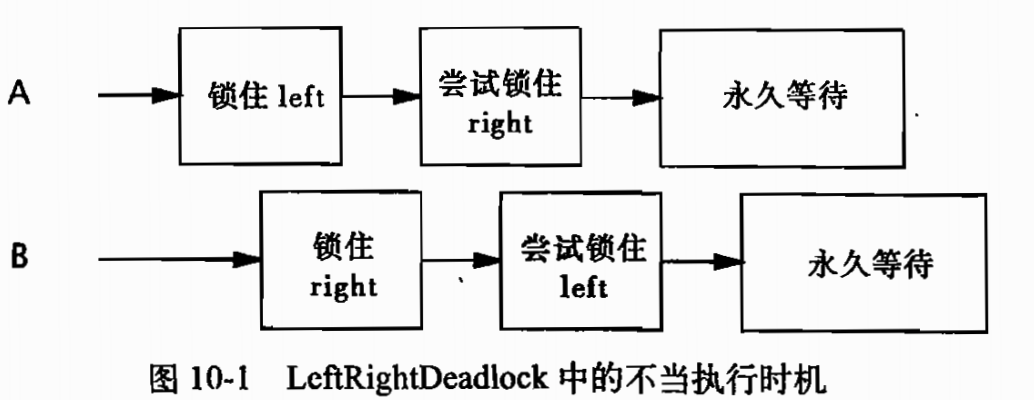 A
锁住 left
尝试锁住
right
永久等待
B
锁住
right
尝试锁住
left
永久等待
图 10-1 LeftRightDeadlock 中的不当执行时机